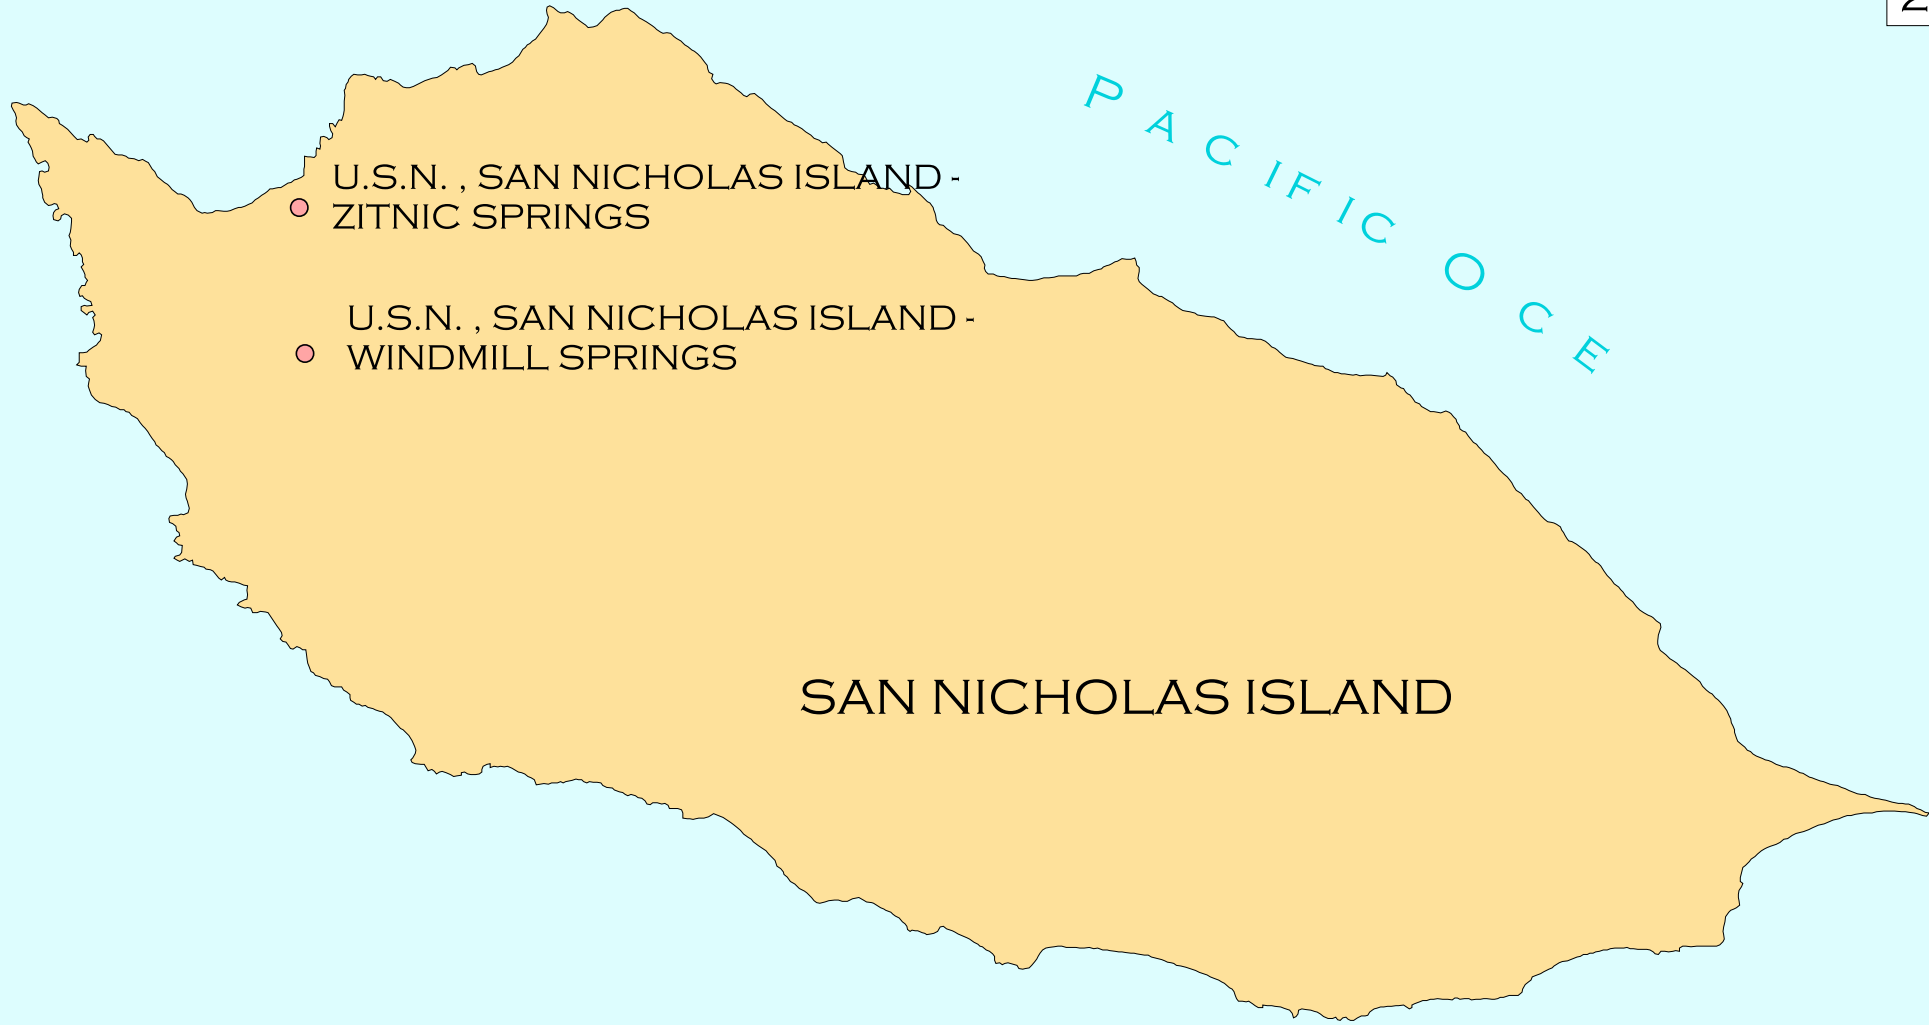 PACIFIC OCE
U.S.N. , SAN NICHOLAS ISLAND -
ZITNIC SPRINGS
U.S.N. , SAN NICHOLAS ISLAND -
WINDMILL SPRINGS
SAN NICHOLAS ISLAND